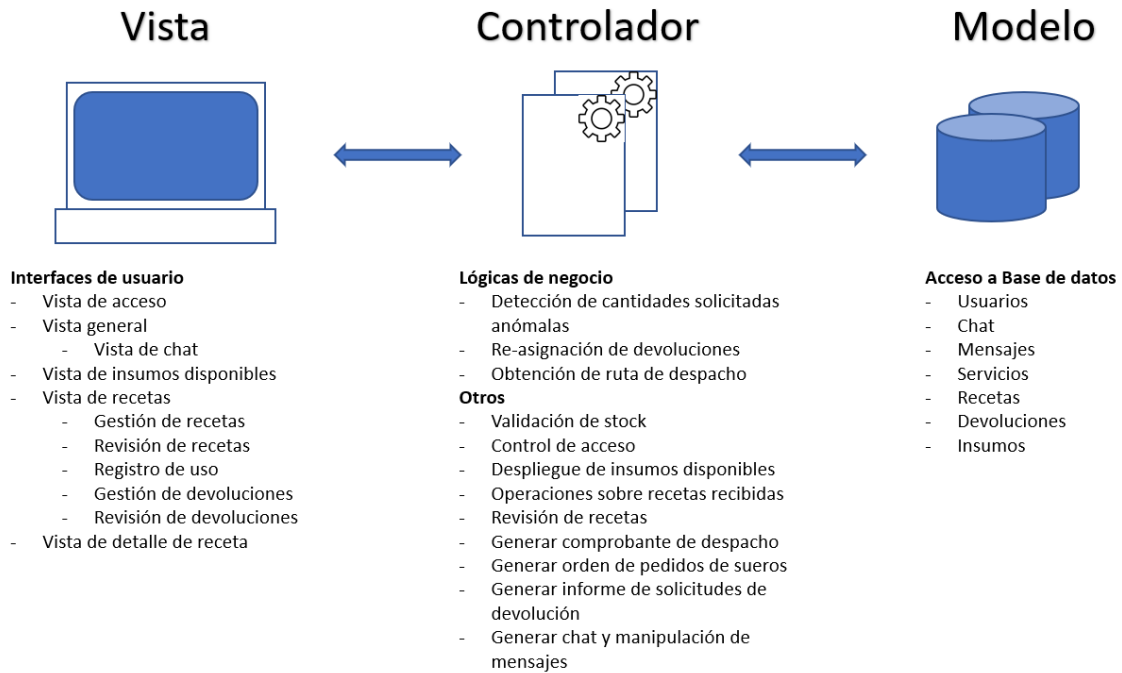 Vista
Controlador
Modelo
Interfaces de usuario
- Vista de acceso
- Vista general
- Vista de chat
- Vista de insumos disponibles
- Vista de recetas
- Gestión de recetas
- Revisión de recetas
- Registro de uso
- Gestión de devoluciones
- Revisión de devoluciones
- Vista de detalle de receta
Lógicas de negocio
- Detección de cantidades solicitadas
anómalas
- Re-asignación de devoluciones
- Obtención de ruta de despacho
Otros
- Validación de stock
- Control de acceso
- Despliegue de insumos disponibles
- Operaciones sobre recetas recibidas
- Revisión de recetas
- Generar comprobante de despacho
- Generar orden de pedidos de sueros
- Generar informe de solicitudes de
devolución
- Generar chat y manipulación de
mensajes
Acceso a Base de datos
- Usuarios
- Chat
- Mensajes
- Servicios
- Recetas
- Devoluciones
- Insumos